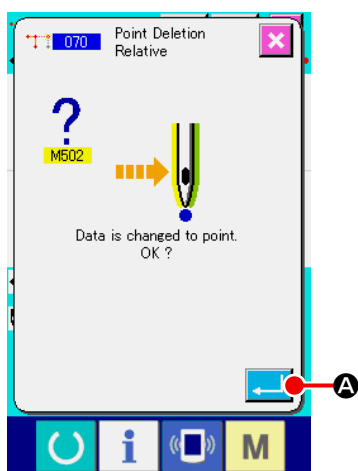 070 Point Deletion
Relative
?
M502
Data is changed to point.
OK ?
A
i
M